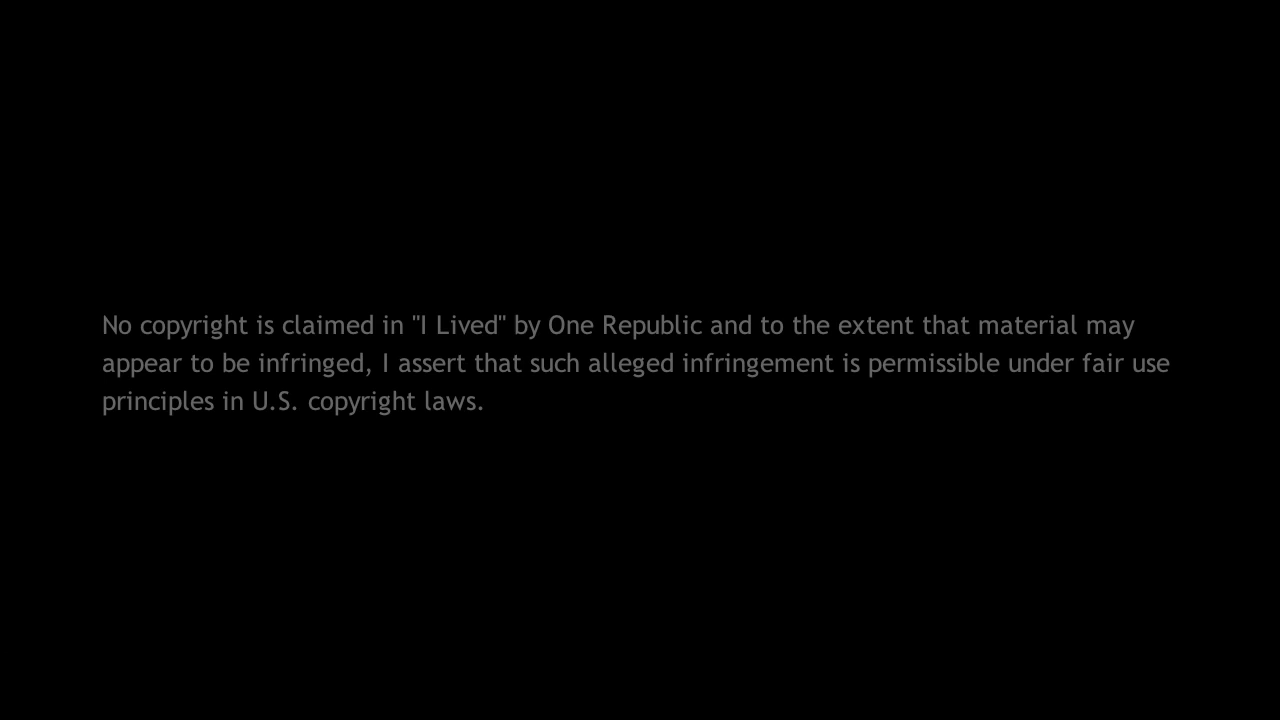 No copyright is claimed in "I Lived" by One Republic and to the extent that material may
appear to be infringed, I assert that such alleged infringement is permissible under fair use
principles in U.S. copyright laws.